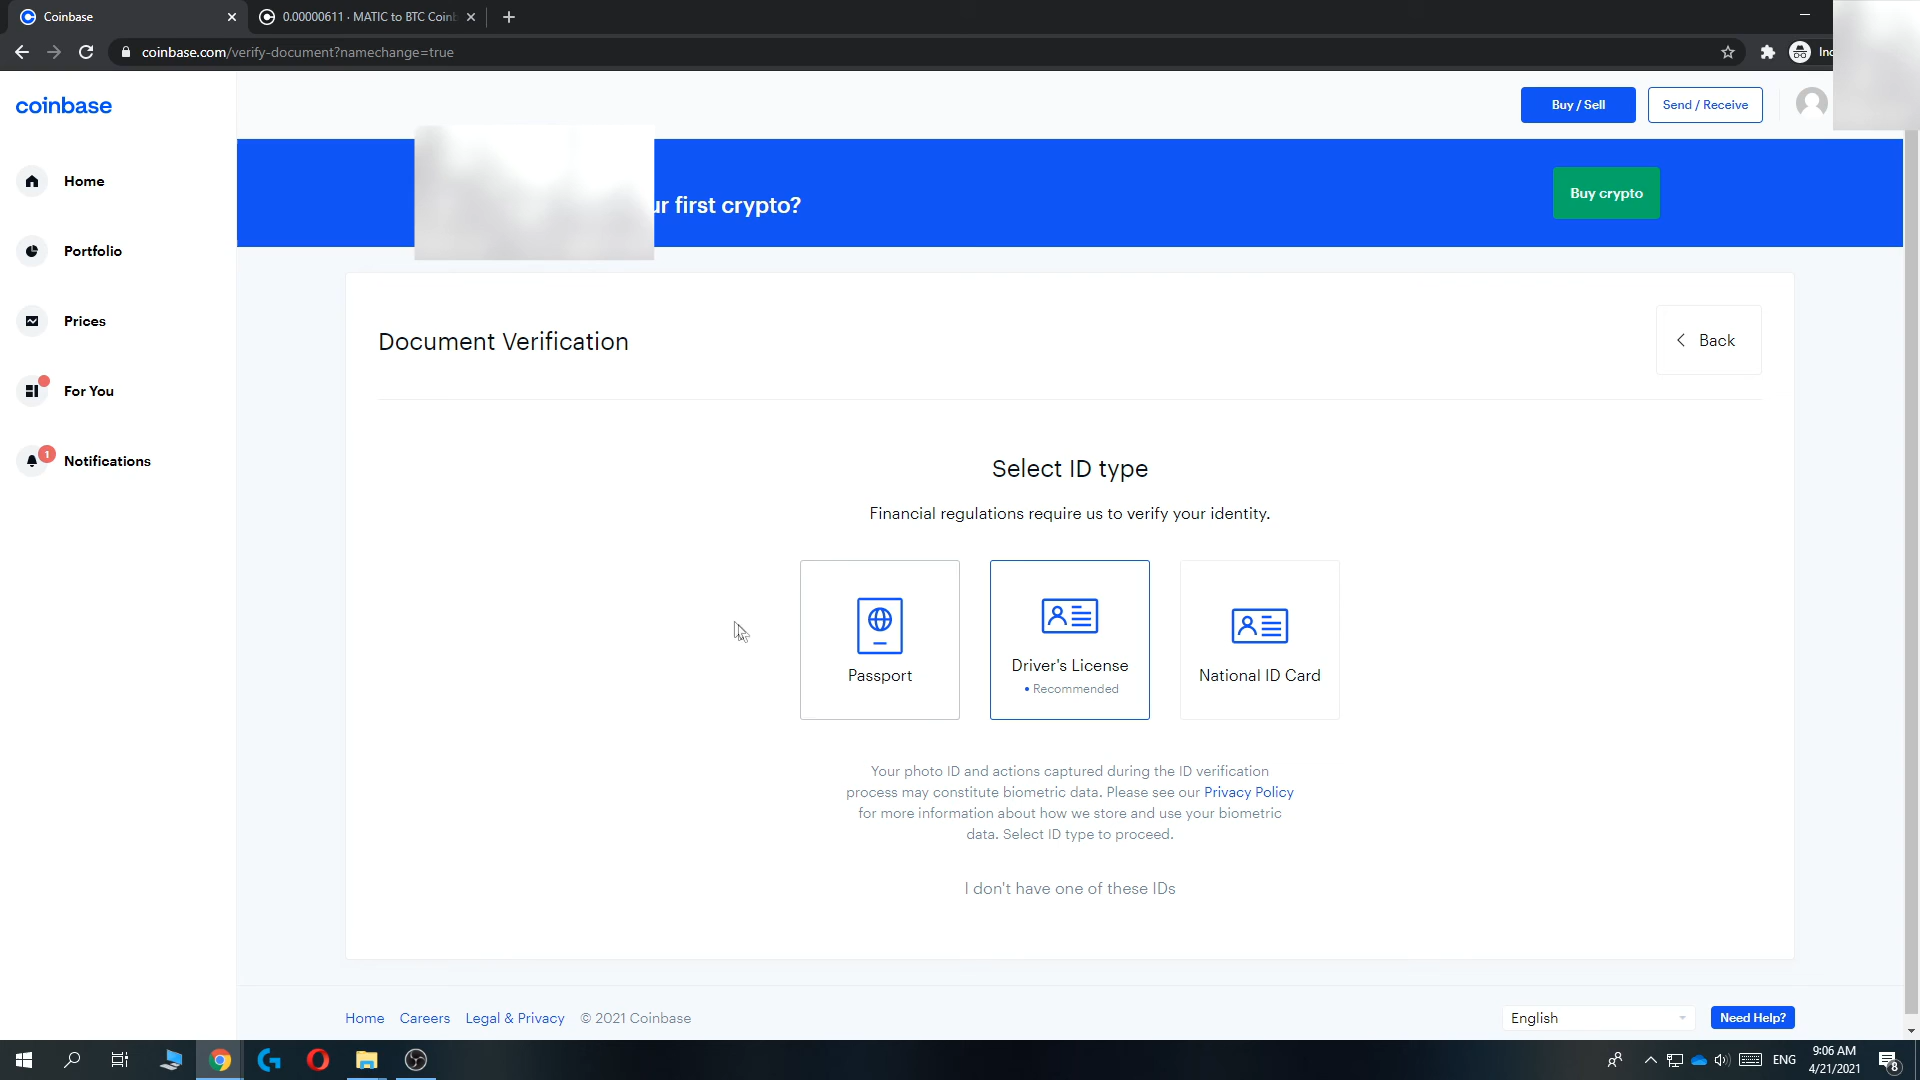 Coinbase
0.00000611 · MATIC to BTC Coinb
coinbase.com/verify-document?namechange=true
coinbase
Buy / Sell
Send / Receive
first crypto?
Buy crypto
Home
Portfolio
Prices
For You
1
Notifications
Document Verification
Back
Select ID type
Financial regulations require us to verify your identity.
Passport
Driver's License
• Recommended
National ID Card
Your photo ID and actions captured during the ID verification
process may constitute biometric data. Please see our Privacy Policy
for more information about how we store and use your biometric
data. Select ID type to proceed.
I don't have one of these IDs
Home Careers Legal & Privacy © 2021 Coinbase
English
Need Help?
ENG
9:06 AM
4/21/2021
8